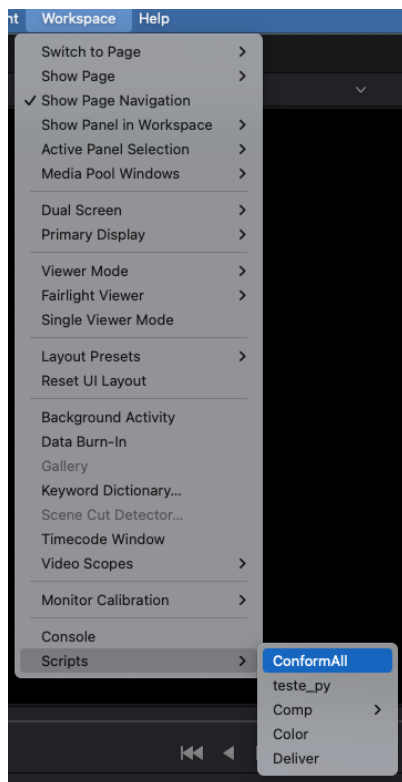 nt Workspace Help
Switch to Page
Show Page
Show Page Navigation
Show Panel in Workspace
Active Panel Selection
Media Pool Windows
Dual Screen
Primary Display
Viewer Mode
Fairlight Viewer
Single Viewer Mode
Layout Presets
Reset UI Layout
Background Activity
Data Burn-In
Gallery
Keyword Dictionary...
Scene Cut Detector...
Timecode Window
Video Scopes
Monitor Calibration
Console
Scripts
ConformAll
teste_py
Comp
Color
Deliver